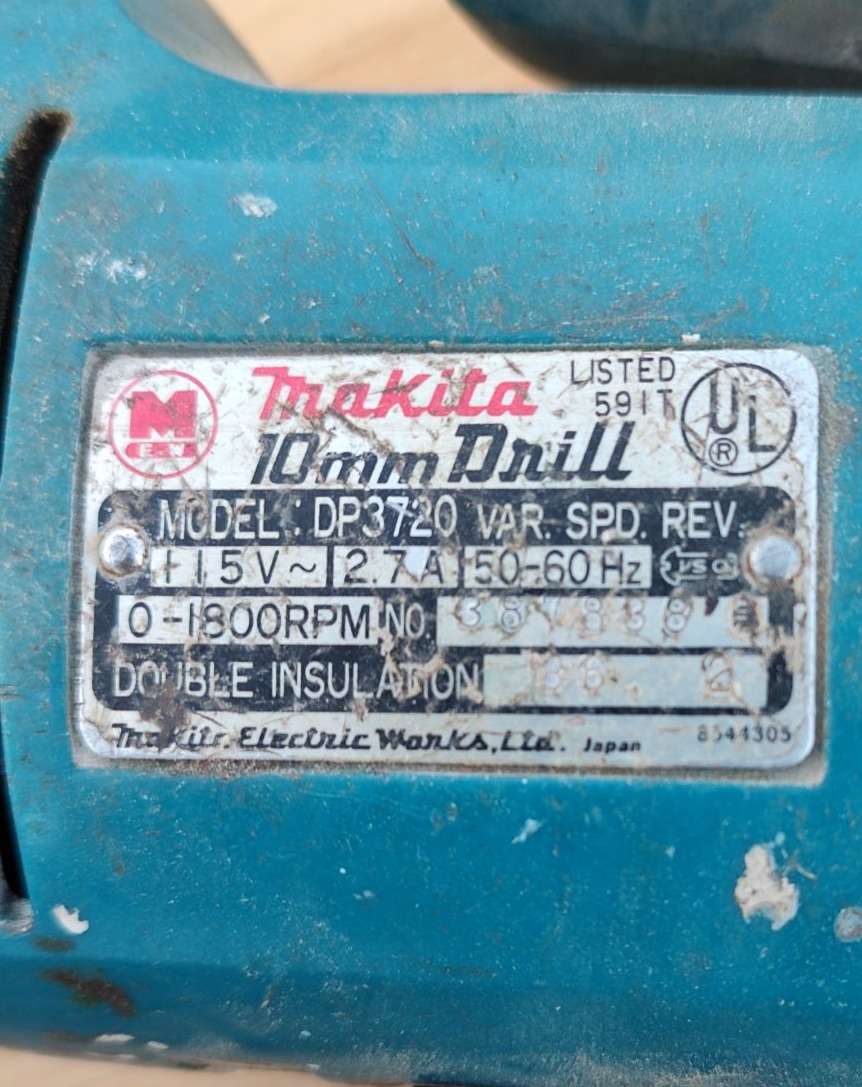 M
E.W
Makita
LISTED
591T
UL
®
10mm Drill
MODEL: DP3720 VAR. SPD. REV.
115V~ 2.7A 50-60Hz
0-1800RPM NO. 387838
DOUBLE INSULATION
Makita Electric Works, Ltd. Japan 8544305